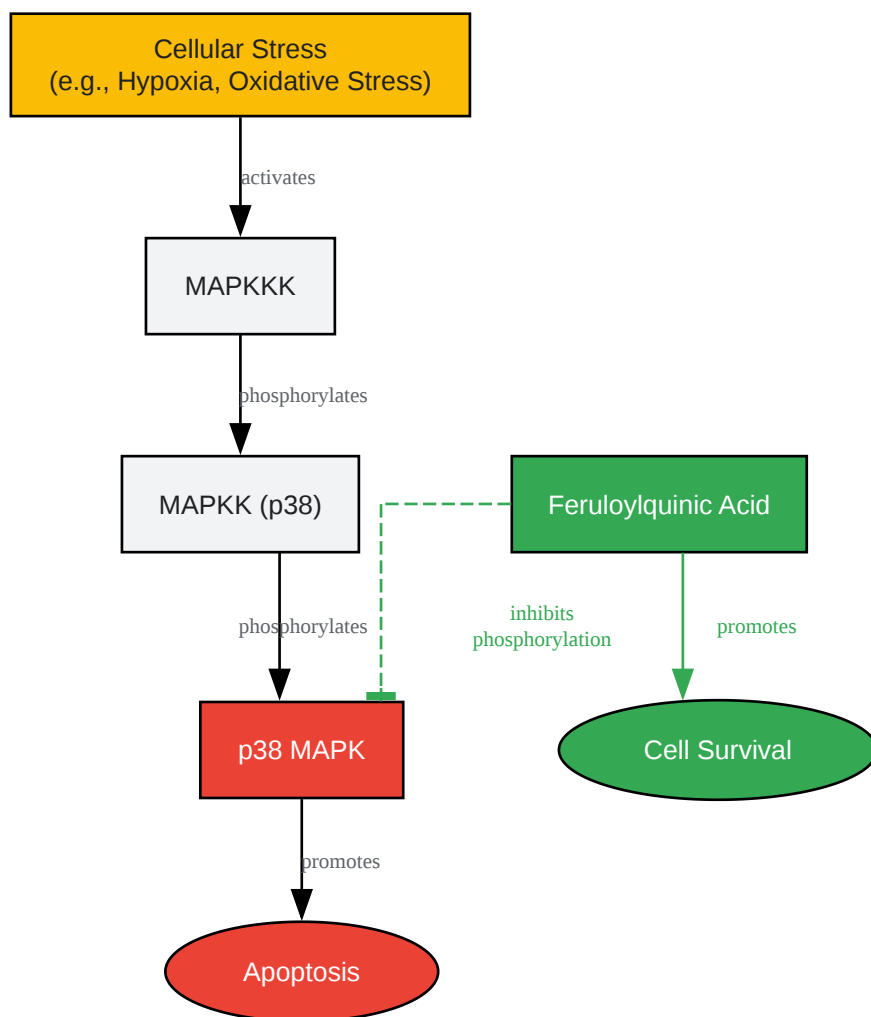 Cellular Stress
(e.g., Hypoxia, Oxidative Stress)
activates
MAPKKK
phosphorylates
MAPKK (p38)
Feruloylquinic Acid
phosphorylates
inhibits
phosphorylation
promotes
p38 MAPK
Cell Survival
promotes
Apoptosis